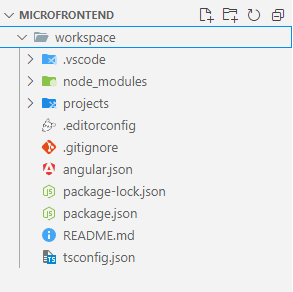 MICROFRONTEND
workspace
.vscode
node_modules
projects
.editorconfig
.gitignore
angular.json
package-lock.json
package.json
README.md
tsconfig.json